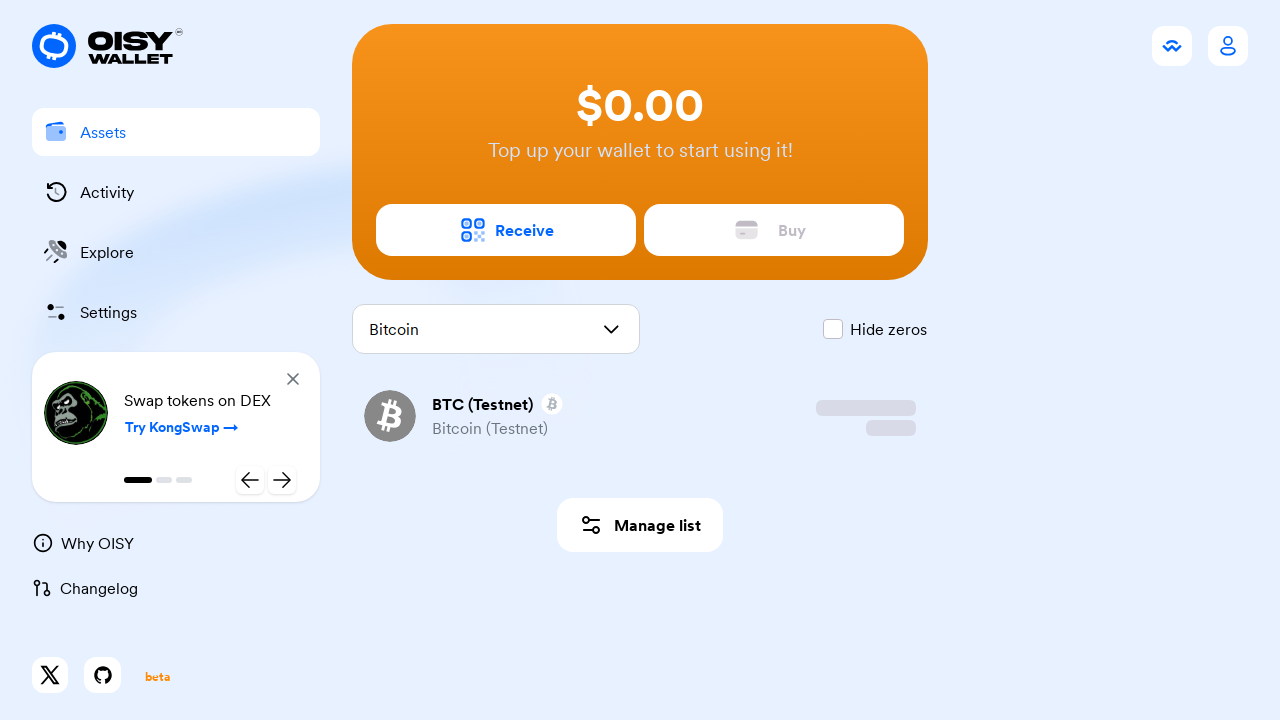 OISY
WALLET
Assets
Activity
Explore
Settings
Swap tokens on DEX
Try KongSwap →
Why OISY
Changelog
beta
$0.00
Top up your wallet to start using it!
Receive
Buy
Bitcoin
Hide zeros
BTC (Testnet)
Bitcoin (Testnet)
Manage list